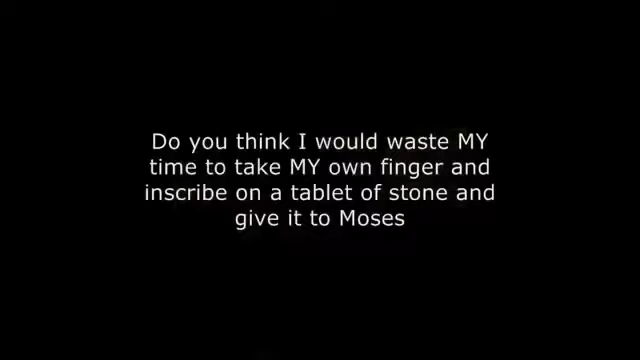 Do you think I would waste MY
time to take MY own finger and
inscribe on a tablet of stone and
give it to Moses